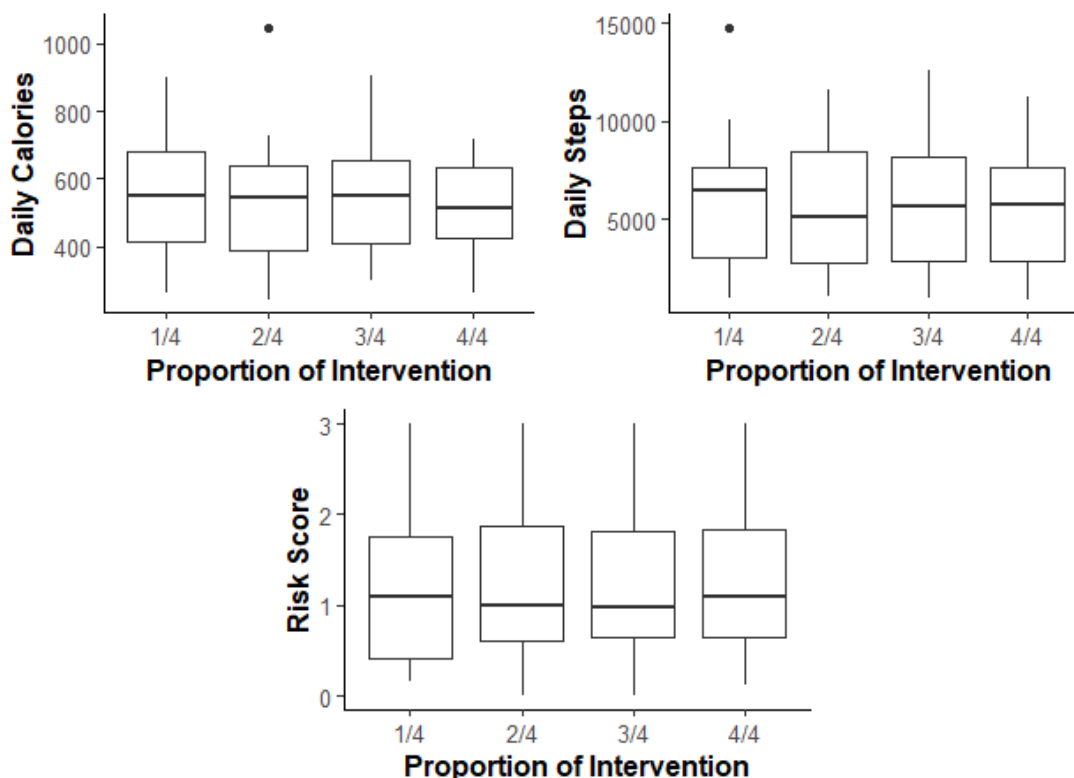 Daily Calories
1000
800
600
400
1/4 2/4 3/4 4/4
Proportion of Intervention
Daily Steps
15000
10000
5000
1/4 2/4 3/4 4/4
Proportion of Intervention
Risk Score
3
2
1
0
1/4 2/4 3/4 4/4
Proportion of Intervention